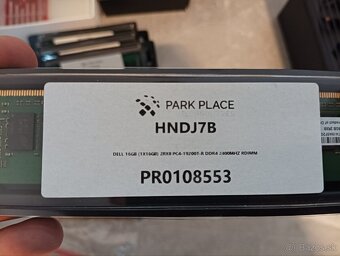 PARK PLACE
HNDJ7B
DELL 16GB (1X16GB) 2RX8 PC4-19200T-R DDR4 2400MHZ RDIMM
PR0108553